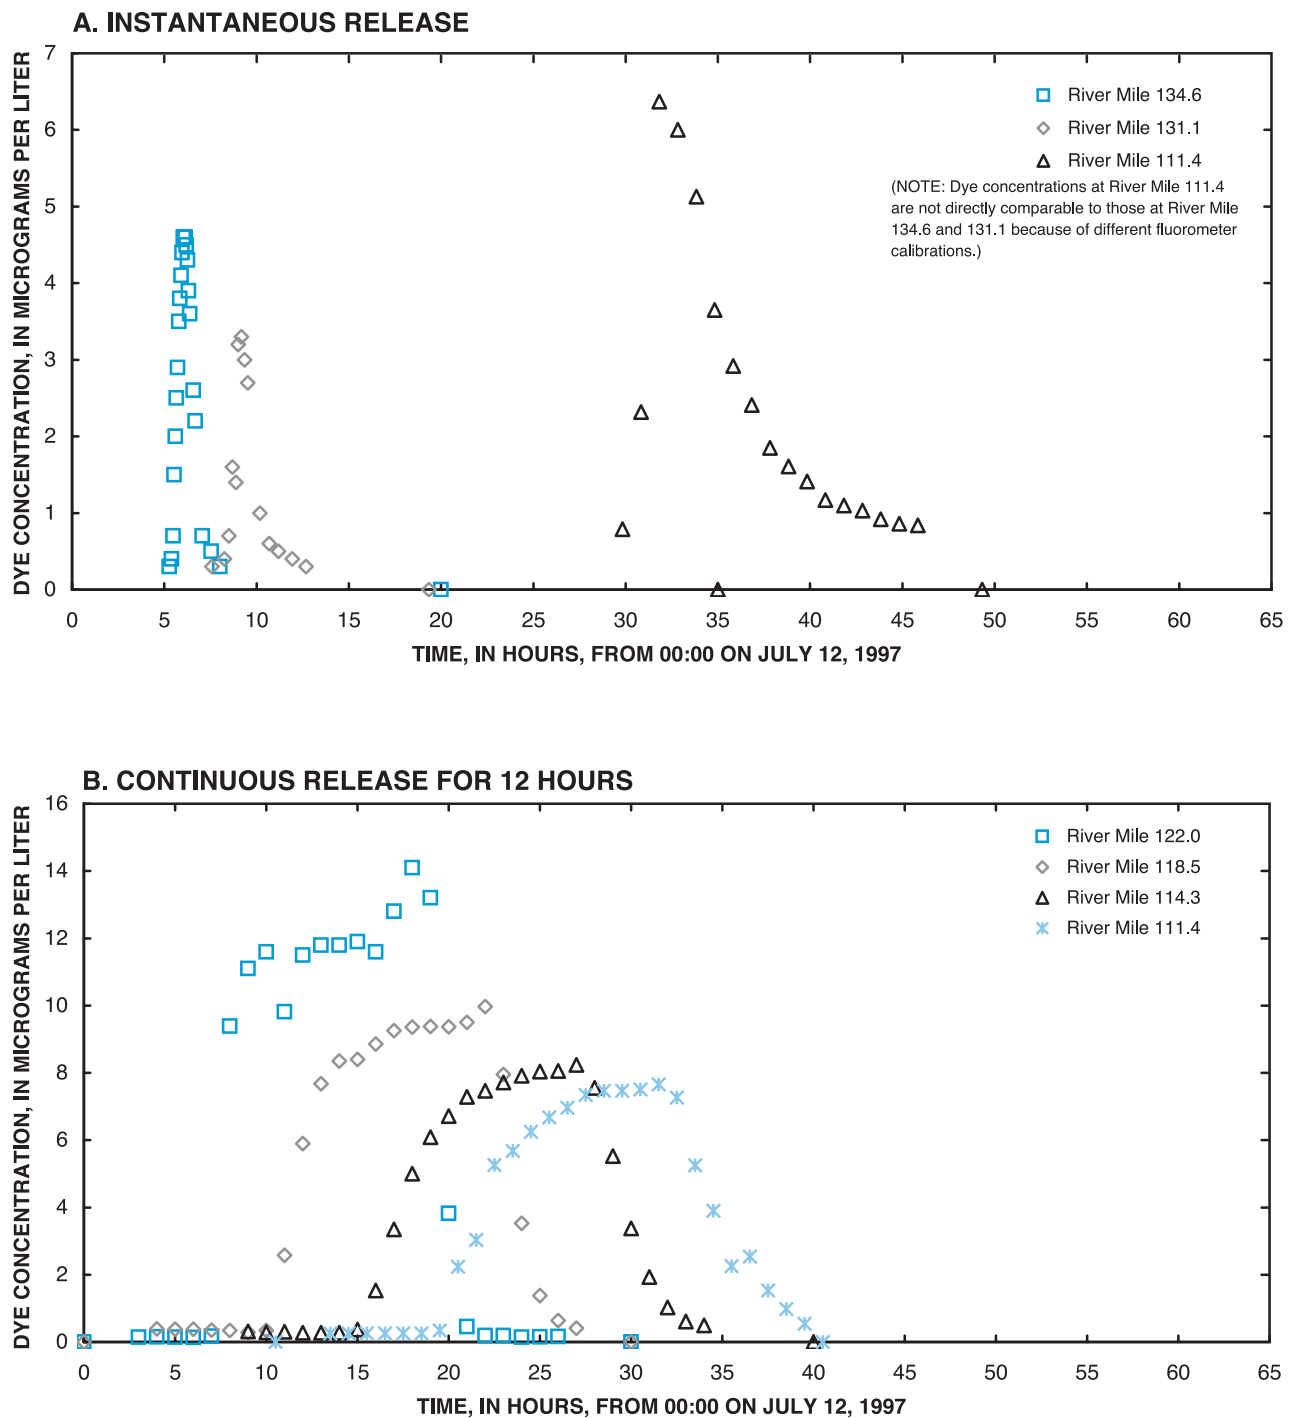 A. INSTANTANEOUS RELEASE
DYE CONCENTRATION, IN MICROGRAMS PER LITER
7
6
5
4
3
2
1
0
River Mile 134.6
River Mile 131.1
River Mile 111.4
(NOTE: Dye concentrations at River Mile 111.4
are not directly comparable to those at River Mile
134.6 and 131.1 because of different fluorometer
calibrations.)
0 5 10 15 20 25 30 35 40 45 50 55 60 65
TIME, IN HOURS, FROM 00:00 ON JULY 12, 1997
B. CONTINUOUS RELEASE FOR 12 HOURS
DYE CONCENTRATION, IN MICROGRAMS PER LITER
16
14
12
10
8
6
4
2
0
River Mile 122.0
River Mile 118.5
River Mile 114.3
River Mile 111.4
0 5 10 15 20 25 30 35 40 45 50 55 60 65
TIME, IN HOURS, FROM 00:00 ON JULY 12, 1997